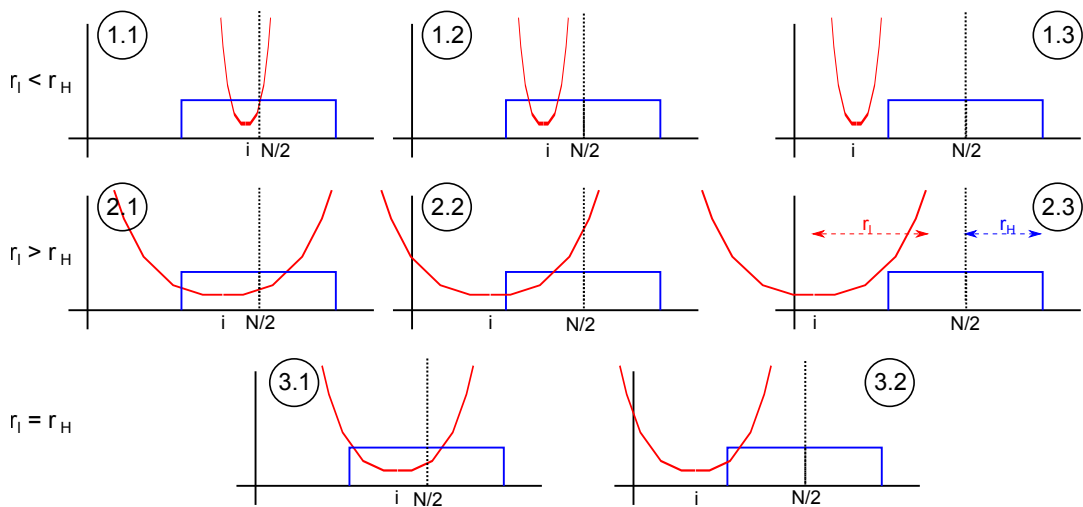 1.1
1.2
1.3
r_I < r_H
i N/2
i N/2
i N/2
2.1
2.2
2.3
r_I r_H
r_I > r_H
i N/2
i N/2
i N/2
3.1
3.2
r_I = r_H
i N/2
i N/2